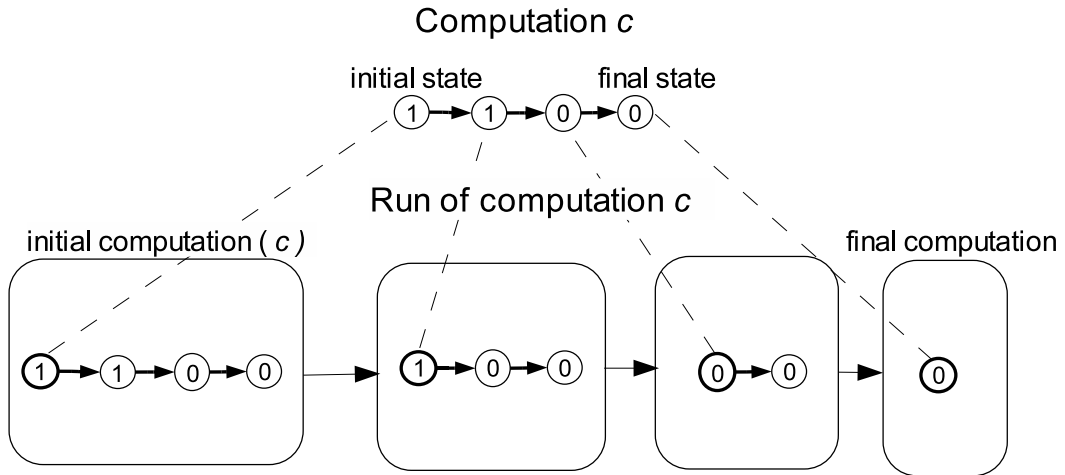 Computation c
initial state final state
1 1 0 0
Run of computation c
initial computation ( c ) final computation
1 1 0 0 1 0 0 0 0 0